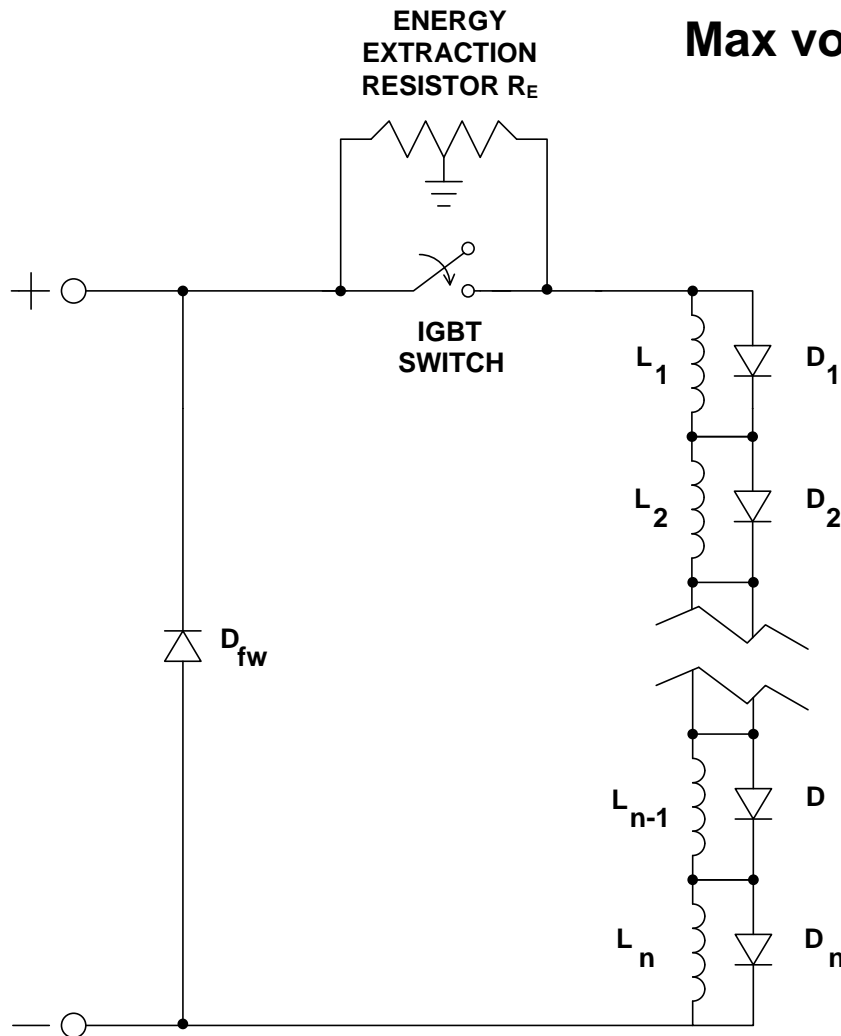 ENERGY
EXTRACTION
RESISTOR RE
Max vo
+
IGBT
SWITCH
L1
D1
L2
D2
Dfw
Ln-1
D
Ln
Dn
—